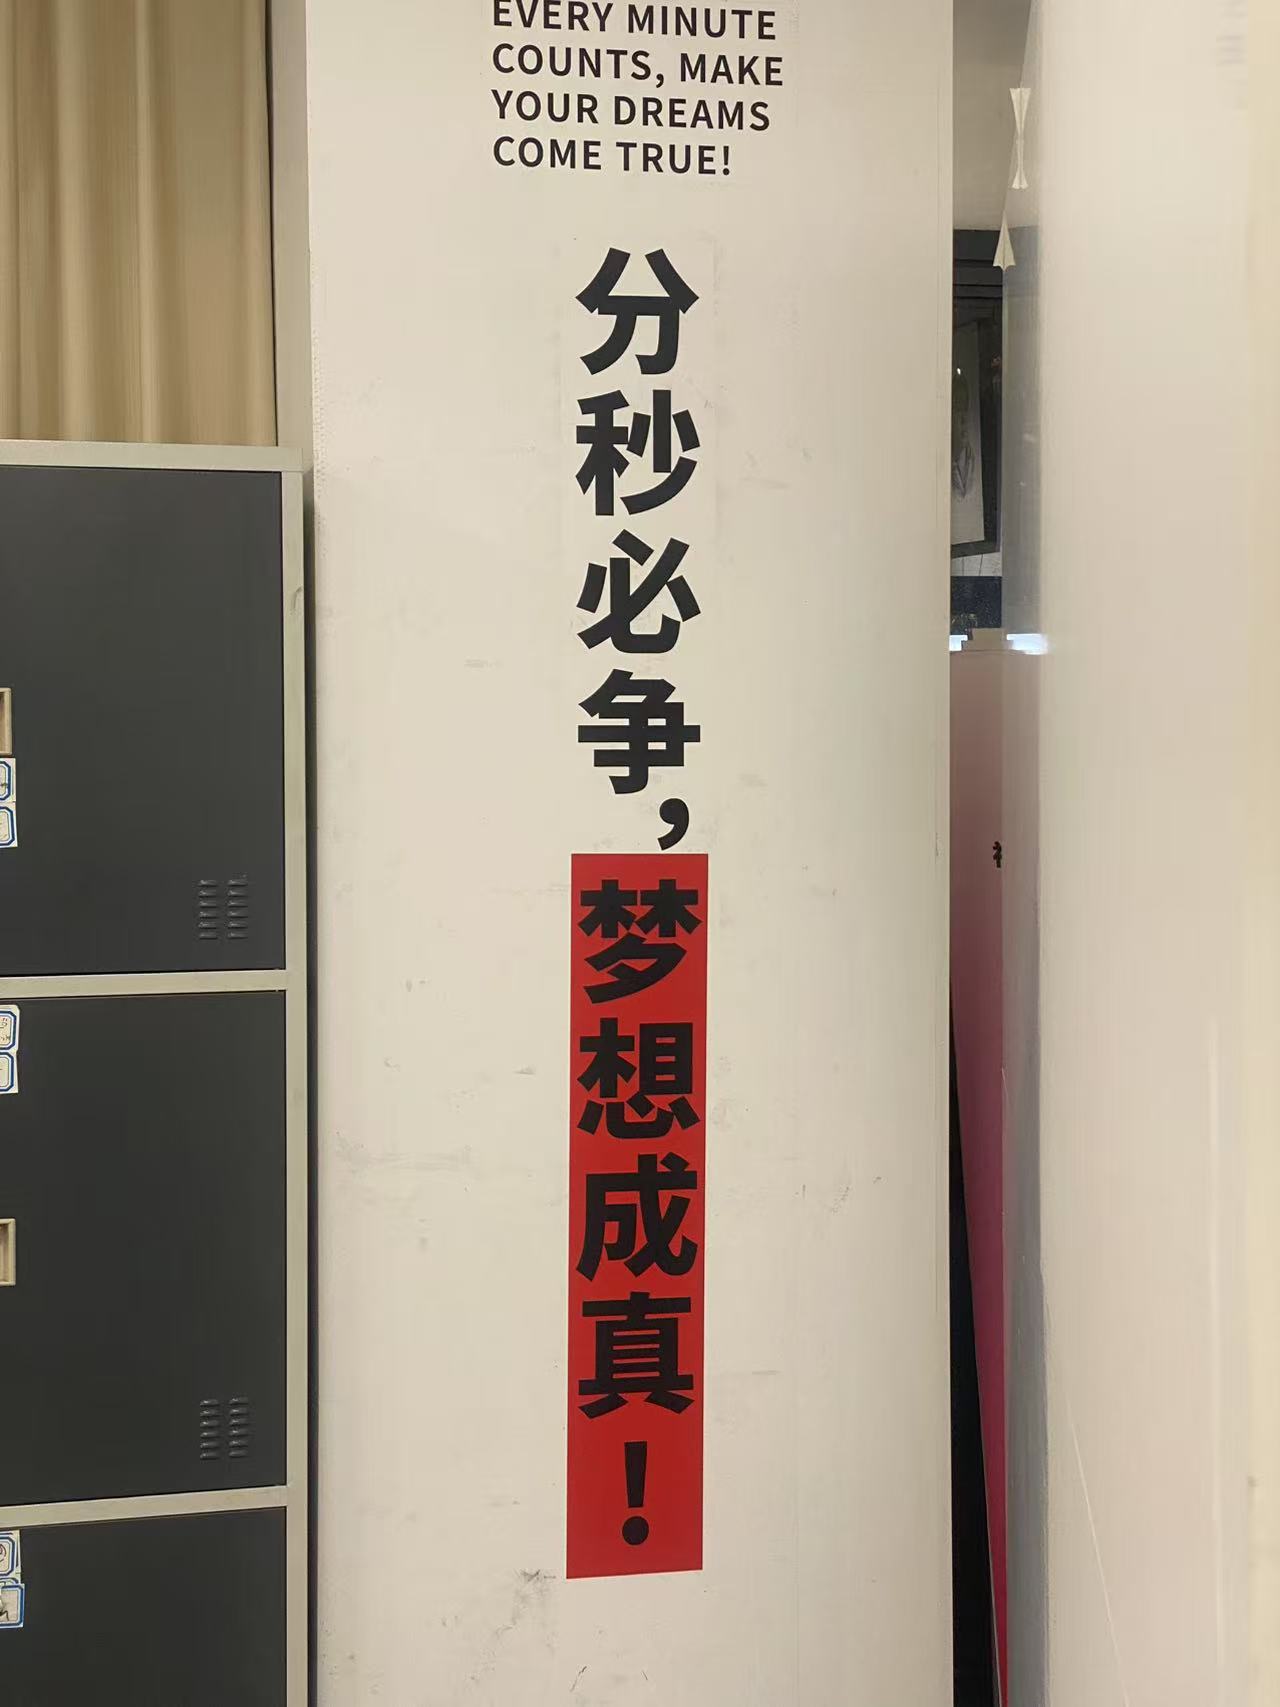 EVERY MINUTE
COUNTS, MAKE
YOUR DREAMS
COME TRUE!
分秒必争，
梦想成真！